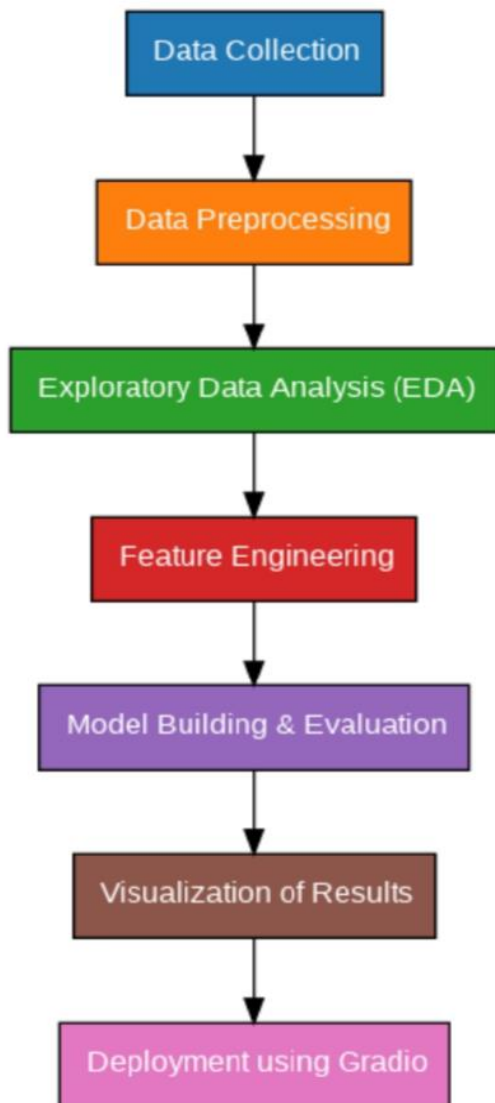 Data Collection
Data Preprocessing
Exploratory Data Analysis (EDA)
Feature Engineering
Model Building & Evaluation
Visualization of Results
Deployment using Gradio